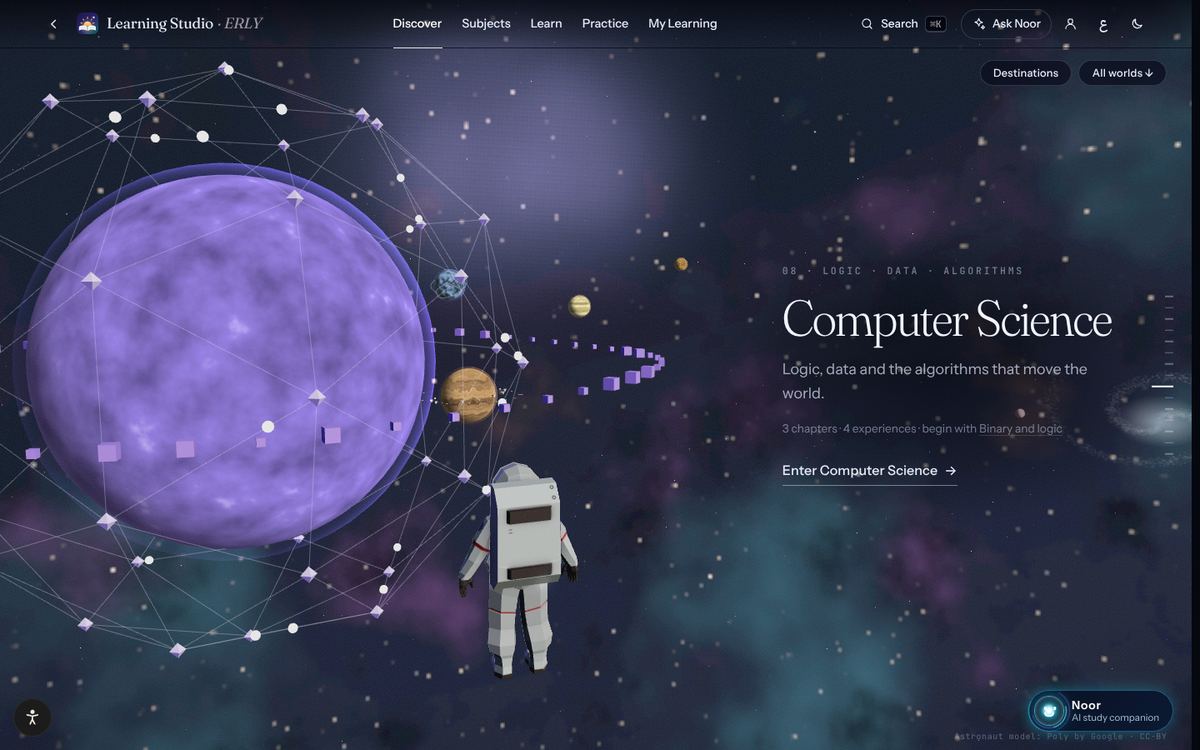 Learning Studio · ERLY
Discover
Subjects
Learn
Practice
My Learning
Search ⌘K
Ask Noor
ع
Destinations
All worlds ↓
08 · LOGIC · DATA · ALGORITHMS
Computer Science
Logic, data and the algorithms that move the
world.
3 chapters · 4 experiences · begin with Binary and logic
Enter Computer Science →
Noor
AI study companion
Astronaut model: Poly by Google · CC-BY